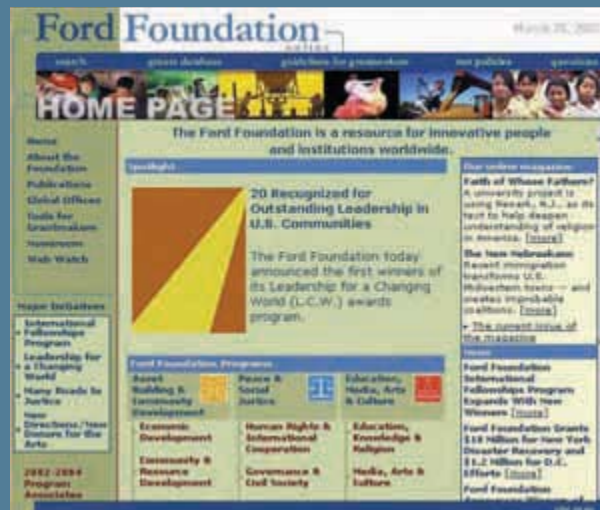 Ford Foundation
online
March
search
grants database
guidelines for grantseekers
our policies
HOME PAGE
The Ford Foundation is a resource for innovative people
and institutions worldwide.
Home
About the
Foundation
Publications
Global Offices
Tools for
Grantmakers
Newsroom
Web Watch
Major Initiatives
International
Fellowships
Program
Leadership for
a Changing
World
Many Roads to
Justice
New
Directions/New
Donors for the
Arts
2002-2004
Program
Associates
Spotlight
20 Recognized for
Outstanding Leadership in
U.S. Communities
The Ford Foundation today
announced the first winners of
its Leadership for a Changing
World (L.C.W.) awards
program.
Ford Foundation Programs
Asset
Building &
Community
Development
Economic
Development
Community &
Resource
Development
Peace &
Social
Justice
Human Rights &
International
Cooperation
Governance &
Civil Society
Education,
Media, Arts
& Culture
Education,
Knowledge &
Religion
Media, Arts &
Culture
Our online magazine
Faith of Whose Fathers?
A university project is
using Newark, N.J., as its
text to help deepen
understanding of religion
in America. [more]
The New Nebraskans
Recent immigration
transforms U.S.
Midwestern towns — and
creates improbable
coalitions. [more]
The current issue of
the magazine
News
Ford Foundation
International
Fellowships Program
Expands With New
Winners [more]
Ford Foundation Grants
$10 Million for New York
Disaster Recovery and
$1.2 Million for D.C.
Efforts [more]
Ford Foundation